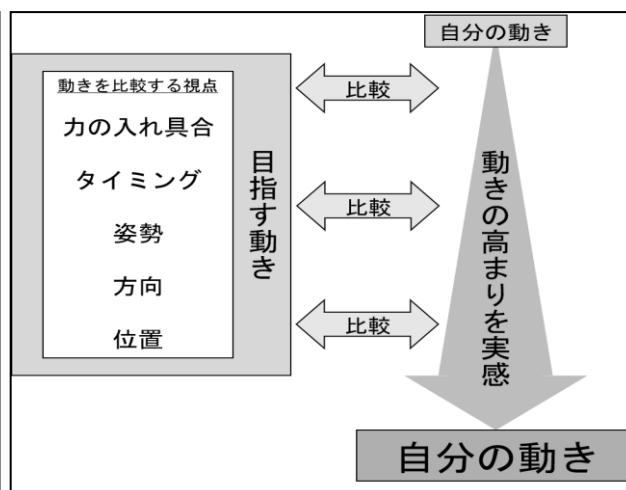 自分の動き
動きを比較する視点
力の入れ具合
タイミング
姿勢
方向
位置
目指す動き
比較
比較
比較
動きの高まりを実感
自分の動き